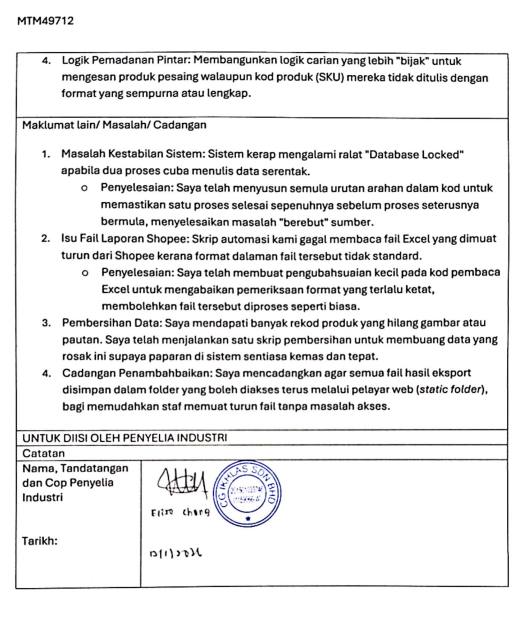 MTM49712
4. Logik Pemadanan Pintar: Membangunkan logik carian yang lebih "bijak" untuk
mengesan produk pesaing walaupun kod produk (SKU) mereka tidak ditulis dengan
format yang sempurna atau lengkap.
Maklumat lain/ Masalah/ Cadangan
1. Masalah Kestabilan Sistem: Sistem kerap mengalami ralat "Database Locked"
apabila dua proses cuba menulis data serentak.
o Penyelesaian: Saya telah menyusun semula urutan arahan dalam kod untuk
memastikan satu proses selesai sepenuhnya sebelum proses seterusnya
bermula, menyelesaikan masalah "berebut" sumber.
2. Isu Fail Laporan Shopee: Skrip automasi kami gagal membaca fail Excel yang dimuat
turun dari Shopee kerana format dalaman fail tersebut tidak standard.
o Penyelesaian: Saya telah membuat pengubahsuaian kecil pada kod pembaca
Excel untuk mengabaikan pemeriksaan format yang terlalu ketat,
membolehkan fail tersebut diproses seperti biasa.
3. Pembersihan Data: Saya mendapati banyak rekod produk yang hilang gambar atau
pautan. Saya telah menjalankan satu skrip pembersihan untuk membuang data yang
rosak ini supaya paparan di sistem sentiasa kemas dan tepat.
4. Cadangan Penambahbaikan: Saya mencadangkan agar semua fail hasil eksport
disimpan dalam folder yang boleh diakses terus melalui pelayar web (static folder),
bagi memudahkan staf memuat turun fail tanpa masalah akses.
UNTUK DIISI OLEH PENYELIA INDUSTRI
Catatan
Nama, Tandatangan
dan Cop Penyelia
Industri
CG IKHLAS SDN BHD
Tarikh: